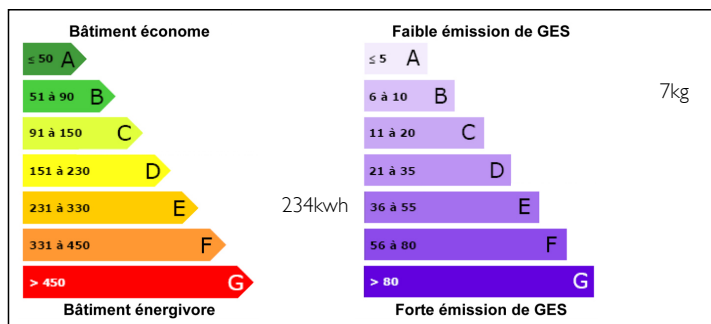 Bâtiment économe
≤ 50 A
51 à 90 B
91 à 150 C
151 à 230 D
231 à 330 E
234kwh
331 à 450 F
> 450 G
Bâtiment énergivore
Faible émission de GES
≤ 5 A
6 à 10 B
7kg
11 à 20 C
21 à 35 D
36 à 55 E
56 à 80 F
> 80 G
Forte émission de GES